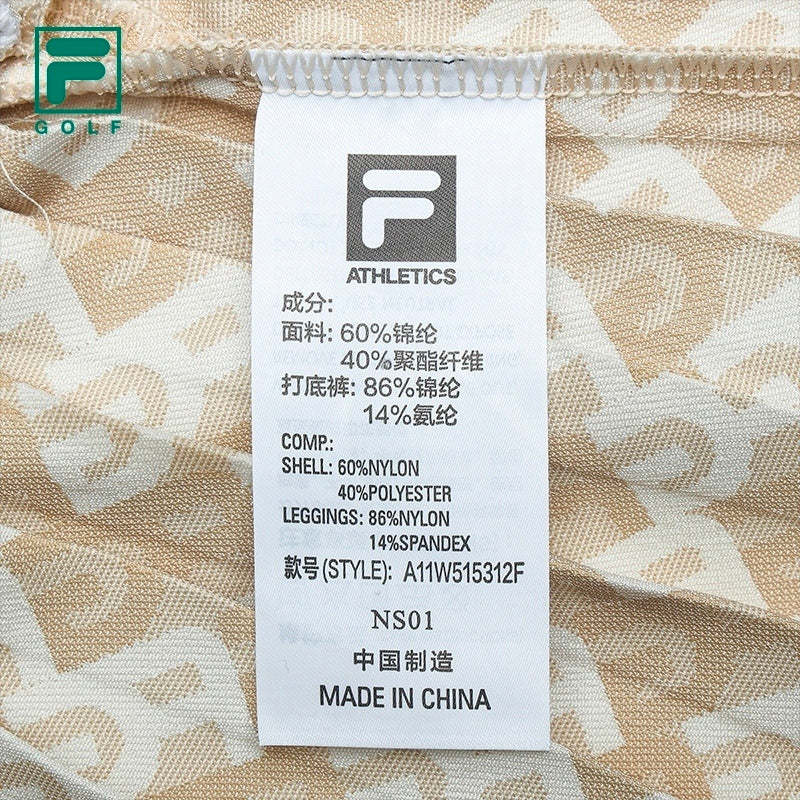 F
GOLF
F
ATHLETICS
成分:
面料: 60%锦纶
40%聚酯纤维
打底裤: 86%锦纶
14%氨纶
COMP.:
SHELL: 60%NYLON
40%POLYESTER
LEGGINGS: 86%NYLON
14%SPANDEX
款号(STYLE): A11W515312F
NS01
中国制造
MADE IN CHINA